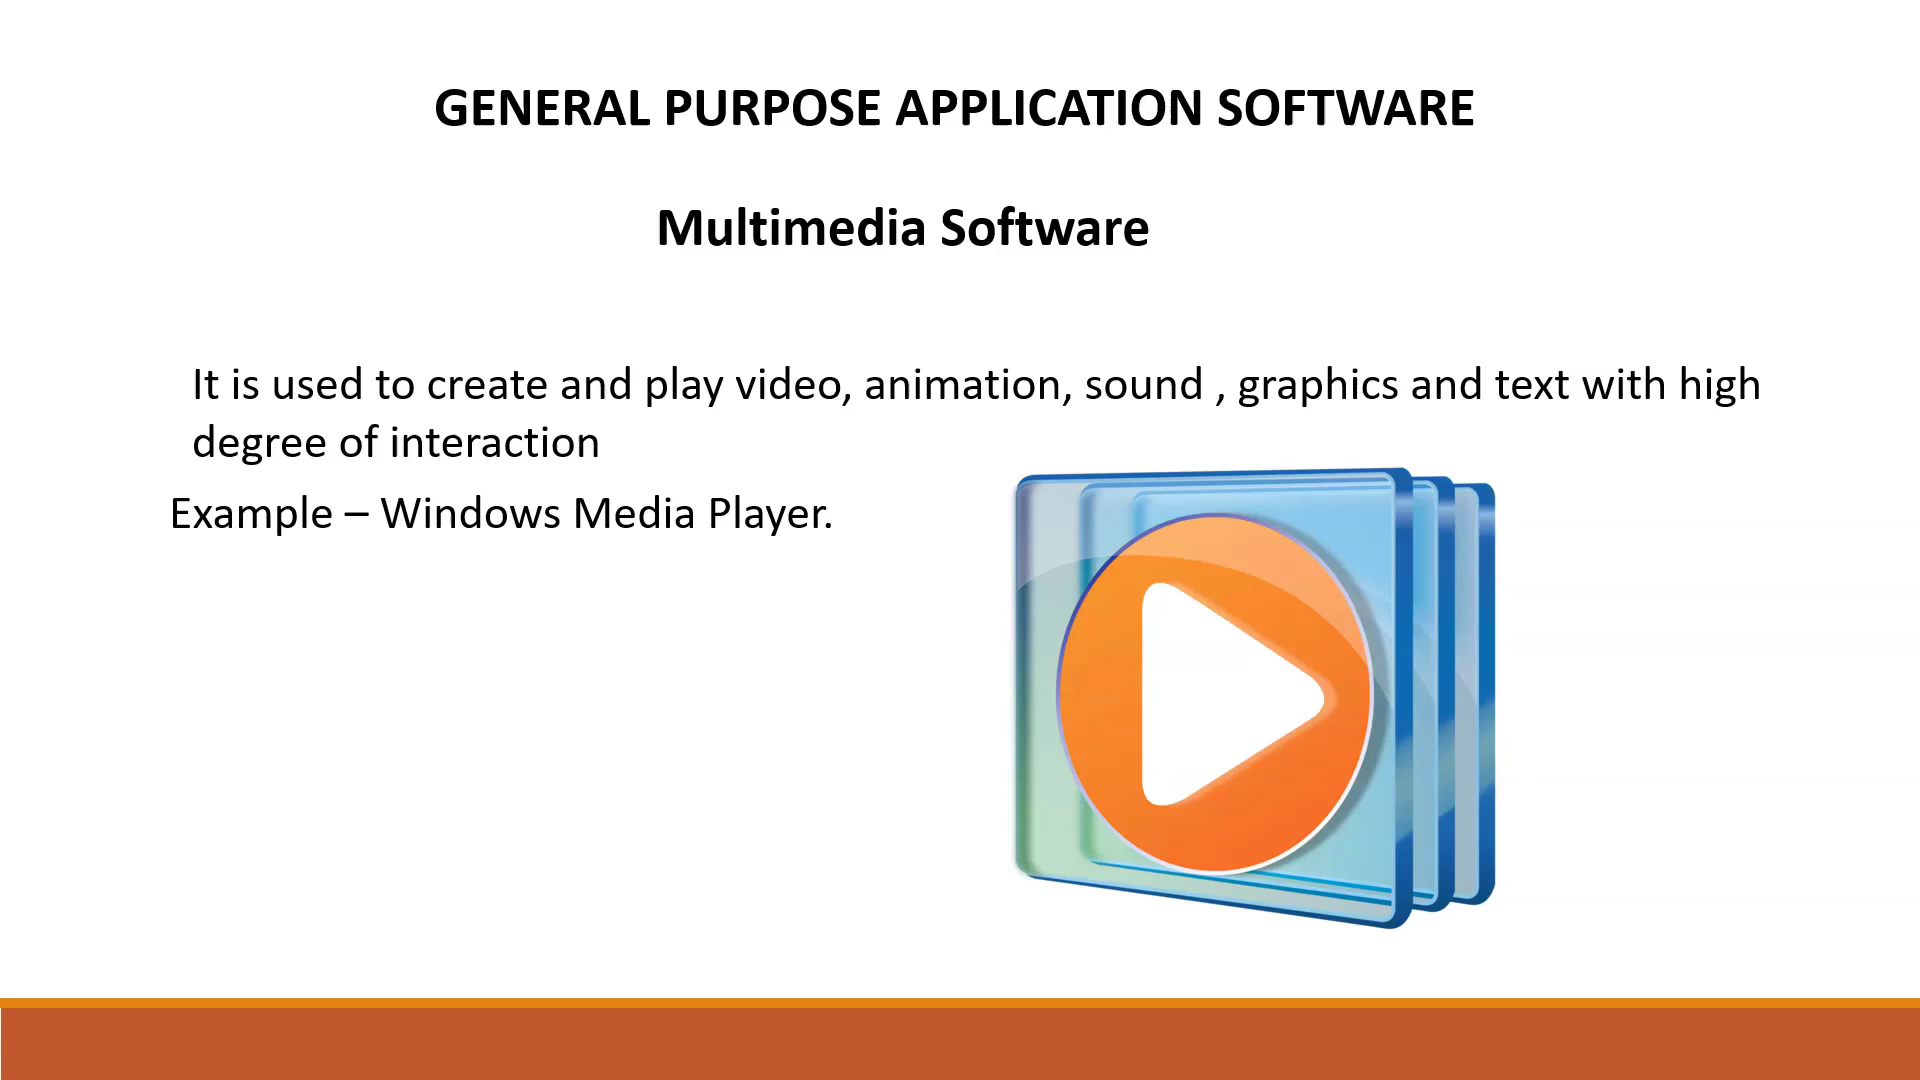 GENERAL PURPOSE APPLICATION SOFTWARE
Multimedia Software
It is used to create and play video, animation, sound , graphics and text with high
degree of interaction
Example – Windows Media Player.